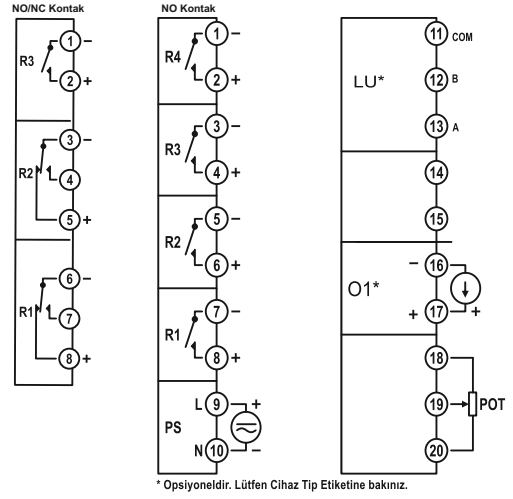 NO/NC Kontak
R3
1 −
2 +
R2
3 −
4
5 +
R1
6 −
7
8 +
NO Kontak
R4
1 −
2 +
R3
3 −
4 +
R2
5 −
6 +
R1
7 −
8 +
PS
L 9 +
N 10 −
LU*
11 COM
12 B
13 A
14
15
O1*
− 16
+ 17 +
18
19 POT
20
* Opsiyoneldir. Lütfen Cihaz Tip Etiketine bakınız.